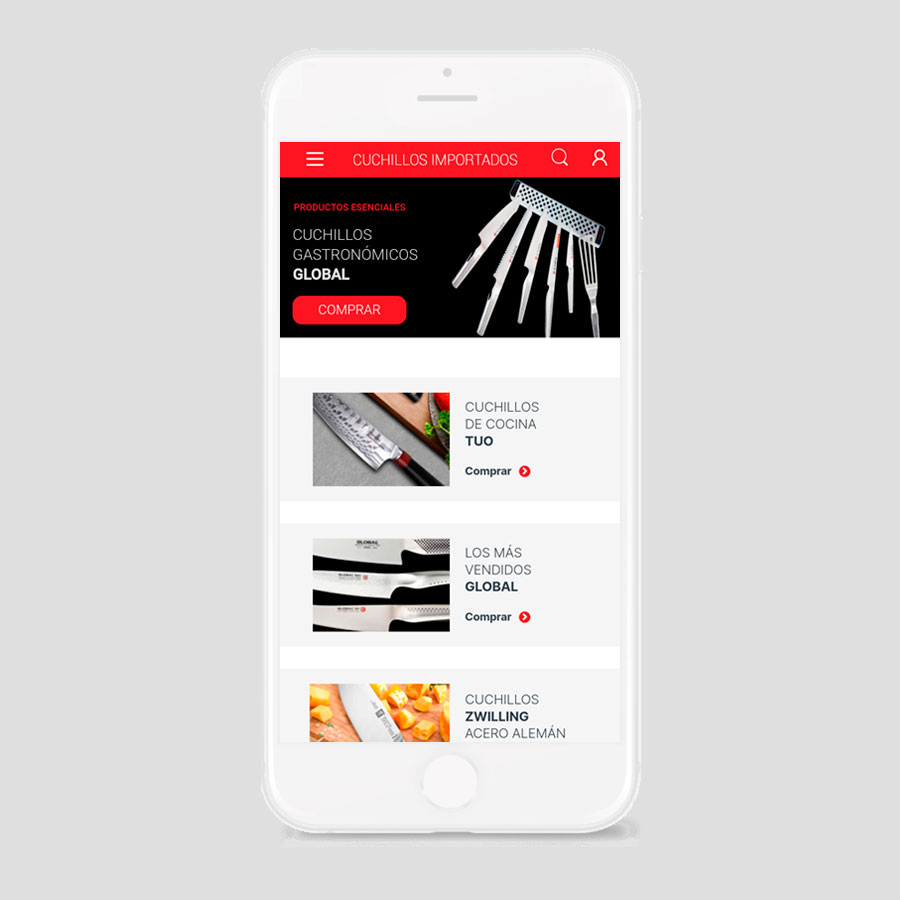 CUCHILLOS IMPORTADOS
PRODUCTOS ESENCIALES
CUCHILLOS
GASTRONÓMICOS
GLOBAL
COMPRAR
CUCHILLOS
DE COCINA
TUO
Comprar
GLOBAL
LOS MÁS
VENDIDOS
GLOBAL
Comprar
CUCHILLOS
ZWILLING
ACERO ALEMÁN